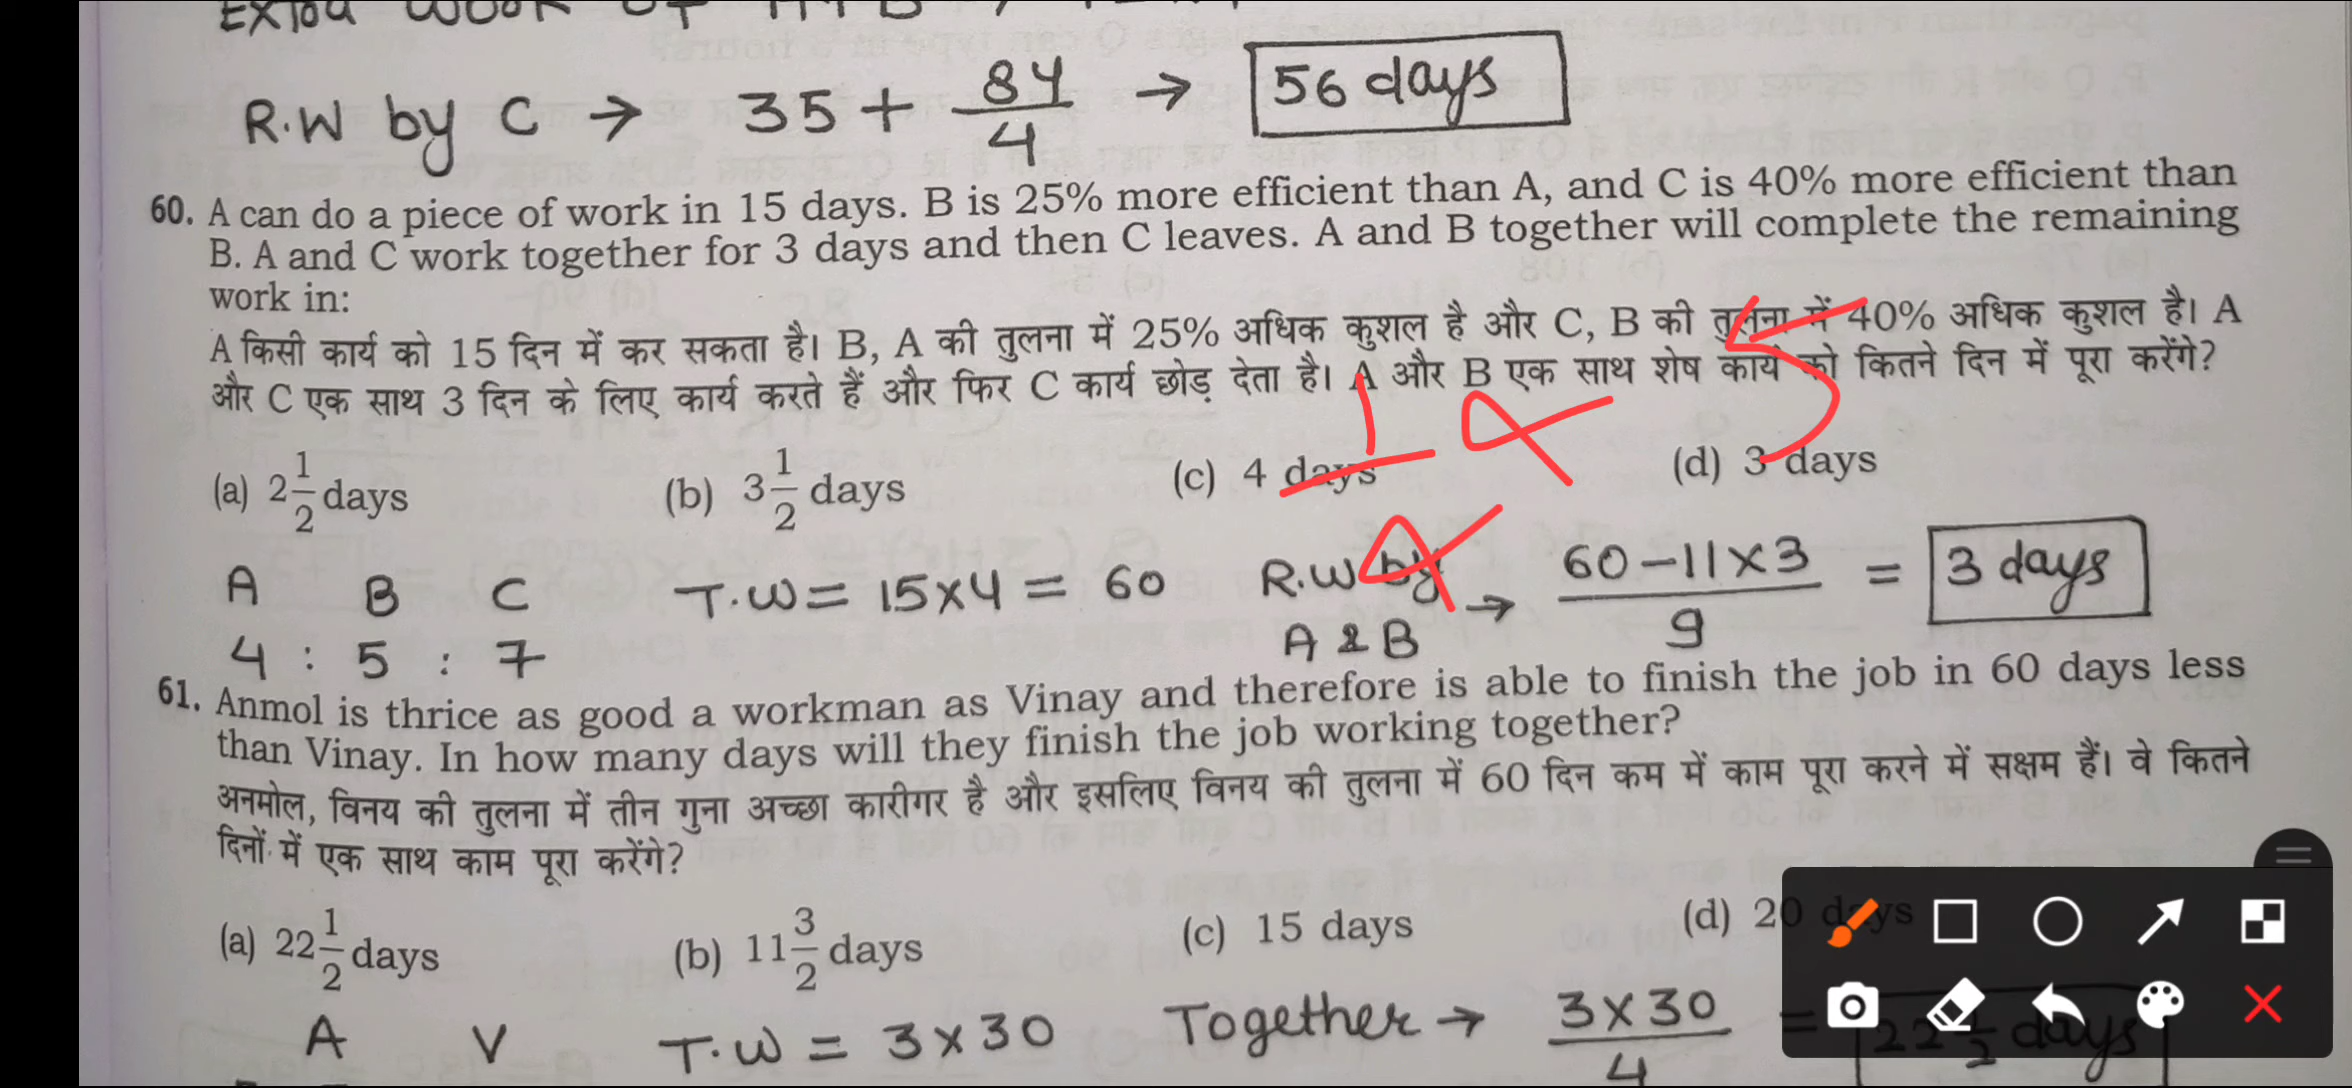 R.W by C → 35 + 84/4 → 56 days
60. A can do a piece of work in 15 days. B is 25% more efficient than A, and C is 40% more efficient than
B. A and C work together for 3 days and then C leaves. A and B together will complete the remaining
work in:
A किसी कार्य को 15 दिन में कर सकता है। B, A की तुलना में 25% अधिक कुशल है और C, B की तुलना में 40% अधिक कुशल है। A
और C एक साथ 3 दिन के लिए कार्य करते हैं और फिर C कार्य छोड़ देता है। A और B एक साथ शेष कार्य को कितने दिन में पूरा करेंगे?
(a) 2 1/2 days (b) 3 1/2 days (c) 4 days (d) 3 days
A B C T.W = 15×4 = 60 R.W by → 60-11×3/9 = 3 days
4 : 5 : 7 A & B
61. Anmol is thrice as good a workman as Vinay and therefore is able to finish the job in 60 days less
than Vinay. In how many days will they finish the job working together?
अनमोल, विनय की तुलना में तीन गुना अच्छा कारीगर है और इसलिए विनय की तुलना में 60 दिन कम में काम पूरा करने में सक्षम हैं। वे कितने
दिनों में एक साथ काम पूरा करेंगे?
(a) 22 1/2 days (b) 11 3/2 days (c) 15 days (d) 20 days
A V T.W = 3×30 Together → 3×30/4 = 22 1/2 days